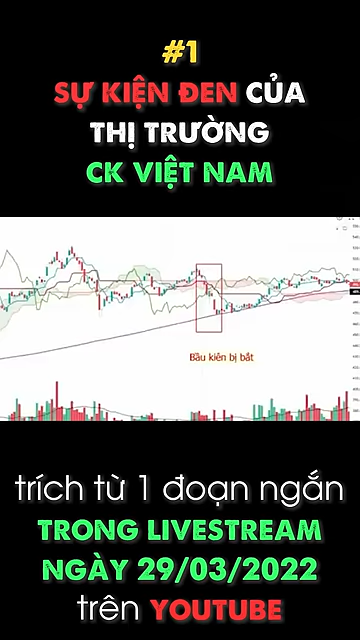 #1
SỰ KIỆN ĐEN CỦA
THỊ TRƯỜNG
CK VIỆT NAM
Bầu kiên bị bắt
trích từ 1 đoạn ngắn
TRONG LIVESTREAM
NGÀY 29/03/2022
trên YOUTUBE